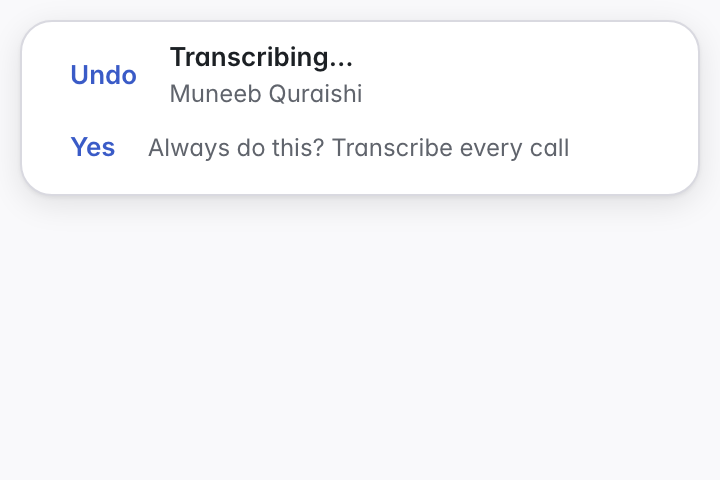 Undo
Transcribing...
Muneeb Quraishi
Yes Always do this? Transcribe every call